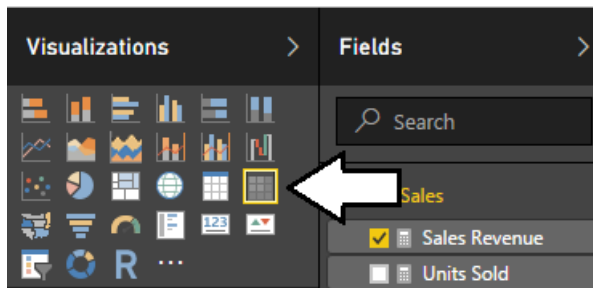 Visualizations
Fields
Search
Sales
Sales Revenue
Units Sold
123
R